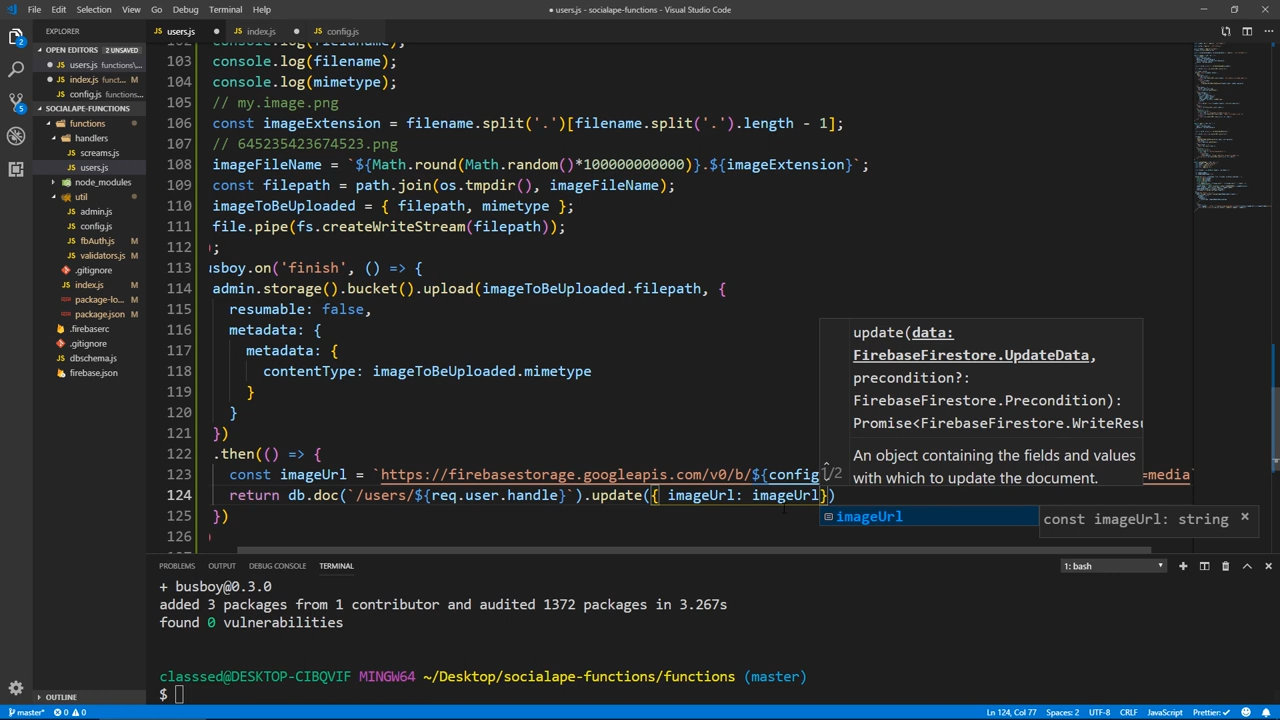 File Edit Selection View Go Debug Terminal Help
● users.js - socialape-functions - Visual Studio Code
EXPLORER
OPEN EDITORS 2 UNSAVED
● users.js functions\...
● index.js funct... M
config.js functions...
SOCIALAPE-FUNCTIONS
functions
handlers
screams.js
users.js
node_modules
util
admin.js
config.js
fbAuth.js M
validators.js M
.gitignore
index.js M
package-lo... M
package.json M
.firebaserc
.gitignore
dbschema.js
firebase.json
OUTLINE
2
5
users.js ● index.js ● config.js
103 console.log(filename);
104 console.log(mimetype);
105 // my.image.png
106 const imageExtension = filename.split('.')[filename.split('.').length - 1];
107 // 645235423674523.png
108 imageFileName = `${Math.round(Math.random()*100000000000)}.${imageExtension}`;
109 const filepath = path.join(os.tmpdir(), imageFileName);
110 imageToBeUploaded = { filepath, mimetype };
111 file.pipe(fs.createWriteStream(filepath));
112 );
113 usboy.on('finish', () => {
114 admin.storage().bucket().upload(imageToBeUploaded.filepath, {
115 resumable: false,
116 metadata: {
117 metadata: {
118 contentType: imageToBeUploaded.mimetype
119 }
120 }
121 })
122 .then(() => {
123 const imageUrl = `https://firebasestorage.googleapis.com/v0/b/${config =media`
124 return db.doc(`/users/${req.user.handle}`).update({ imageUrl: imageUrl})
125 })
126
update(data:
FirebaseFirestore.UpdateData,
precondition?:
FirebaseFirestore.Precondition):
Promise<FirebaseFirestore.WriteResu
An object containing the fields and values
with which to update the document.
1/2
imageUrl
const imageUrl: string ×
PROBLEMS OUTPUT DEBUG CONSOLE TERMINAL
1: bash
+ busboy@0.3.0
added 3 packages from 1 contributor and audited 1372 packages in 3.267s
found 0 vulnerabilities
classsed@DESKTOP-CIBQVIF MINGW64 ~/Desktop/socialape-functions/functions (master)
$
master* 0 0 Ln 124, Col 77 Spaces: 2 UTF-8 CRLF JavaScript Prettier: ✓